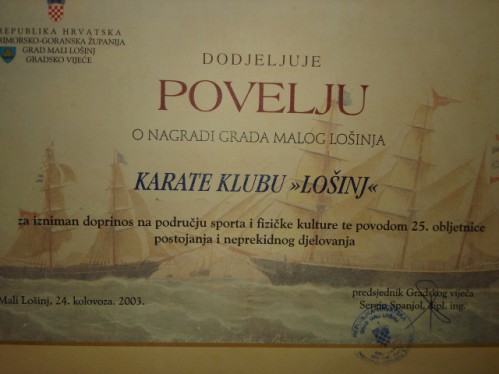 REPUBLIKA HRVATSKA
PRIMORSKO-GORANSKA ŽUPANIJA
GRAD MALI LOŠINJ
GRADSKO VIJEĆE
DODJELJUJE
POVELJU
O NAGRADI GRADA MALOG LOŠINJA
KARATE KLUBU »LOŠINJ«
za izniman doprinos na području sporta i fizičke kulture te povodom 25. obljetnice
postojanja i neprekidnog djelovanja
Mali Lošinj, 24. kolovoza. 2003.
predsjednik Gradskog vijeća
Sergio Španjol, dipl. ing.